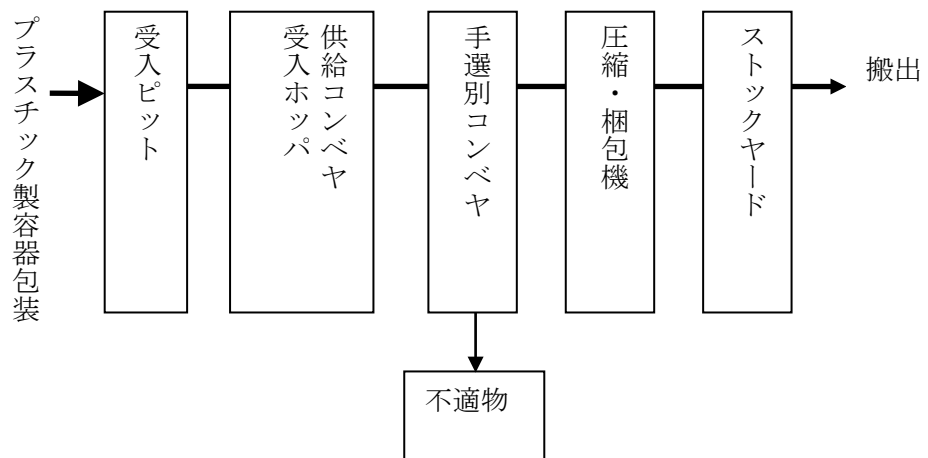 プラスチック製容器包装
受入ピット
供給コンベヤ
受入ホッパ
手選別コンベヤ
圧縮・梱包機
ストックヤード
搬出
不適物